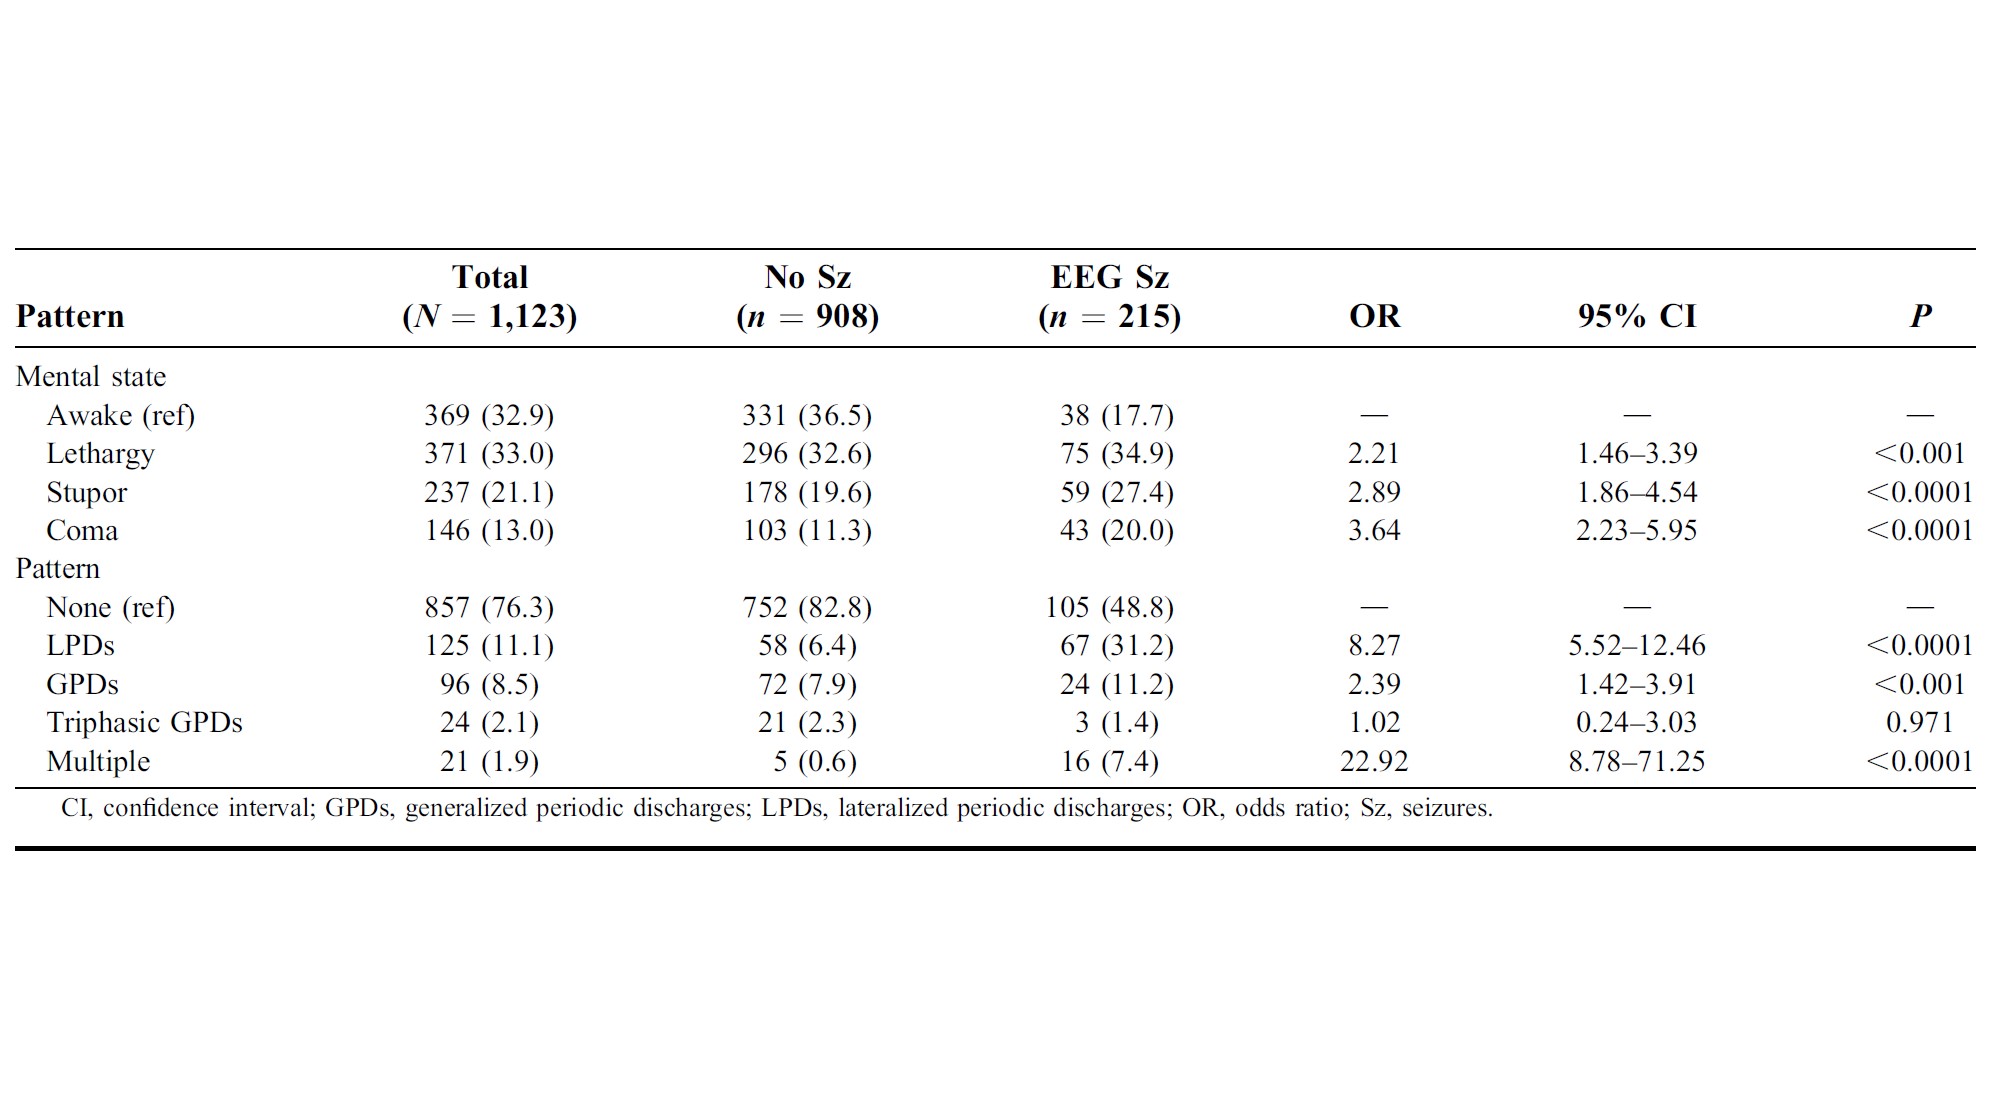 Total No Sz EEG Sz
Pattern (N = 1,123) (n = 908) (n = 215) OR 95% CI P
Mental state
Awake (ref) 369 (32.9) 331 (36.5) 38 (17.7) — — —
Lethargy 371 (33.0) 296 (32.6) 75 (34.9) 2.21 1.46–3.39 <0.001
Stupor 237 (21.1) 178 (19.6) 59 (27.4) 2.89 1.86–4.54 <0.0001
Coma 146 (13.0) 103 (11.3) 43 (20.0) 3.64 2.23–5.95 <0.0001
Pattern
None (ref) 857 (76.3) 752 (82.8) 105 (48.8) — — —
LPDs 125 (11.1) 58 (6.4) 67 (31.2) 8.27 5.52–12.46 <0.0001
GPDs 96 (8.5) 72 (7.9) 24 (11.2) 2.39 1.42–3.91 <0.001
Triphasic GPDs 24 (2.1) 21 (2.3) 3 (1.4) 1.02 0.24–3.03 0.971
Multiple 21 (1.9) 5 (0.6) 16 (7.4) 22.92 8.78–71.25 <0.0001
CI, confidence interval; GPDs, generalized periodic discharges; LPDs, lateralized periodic discharges; OR, odds ratio; Sz, seizures.